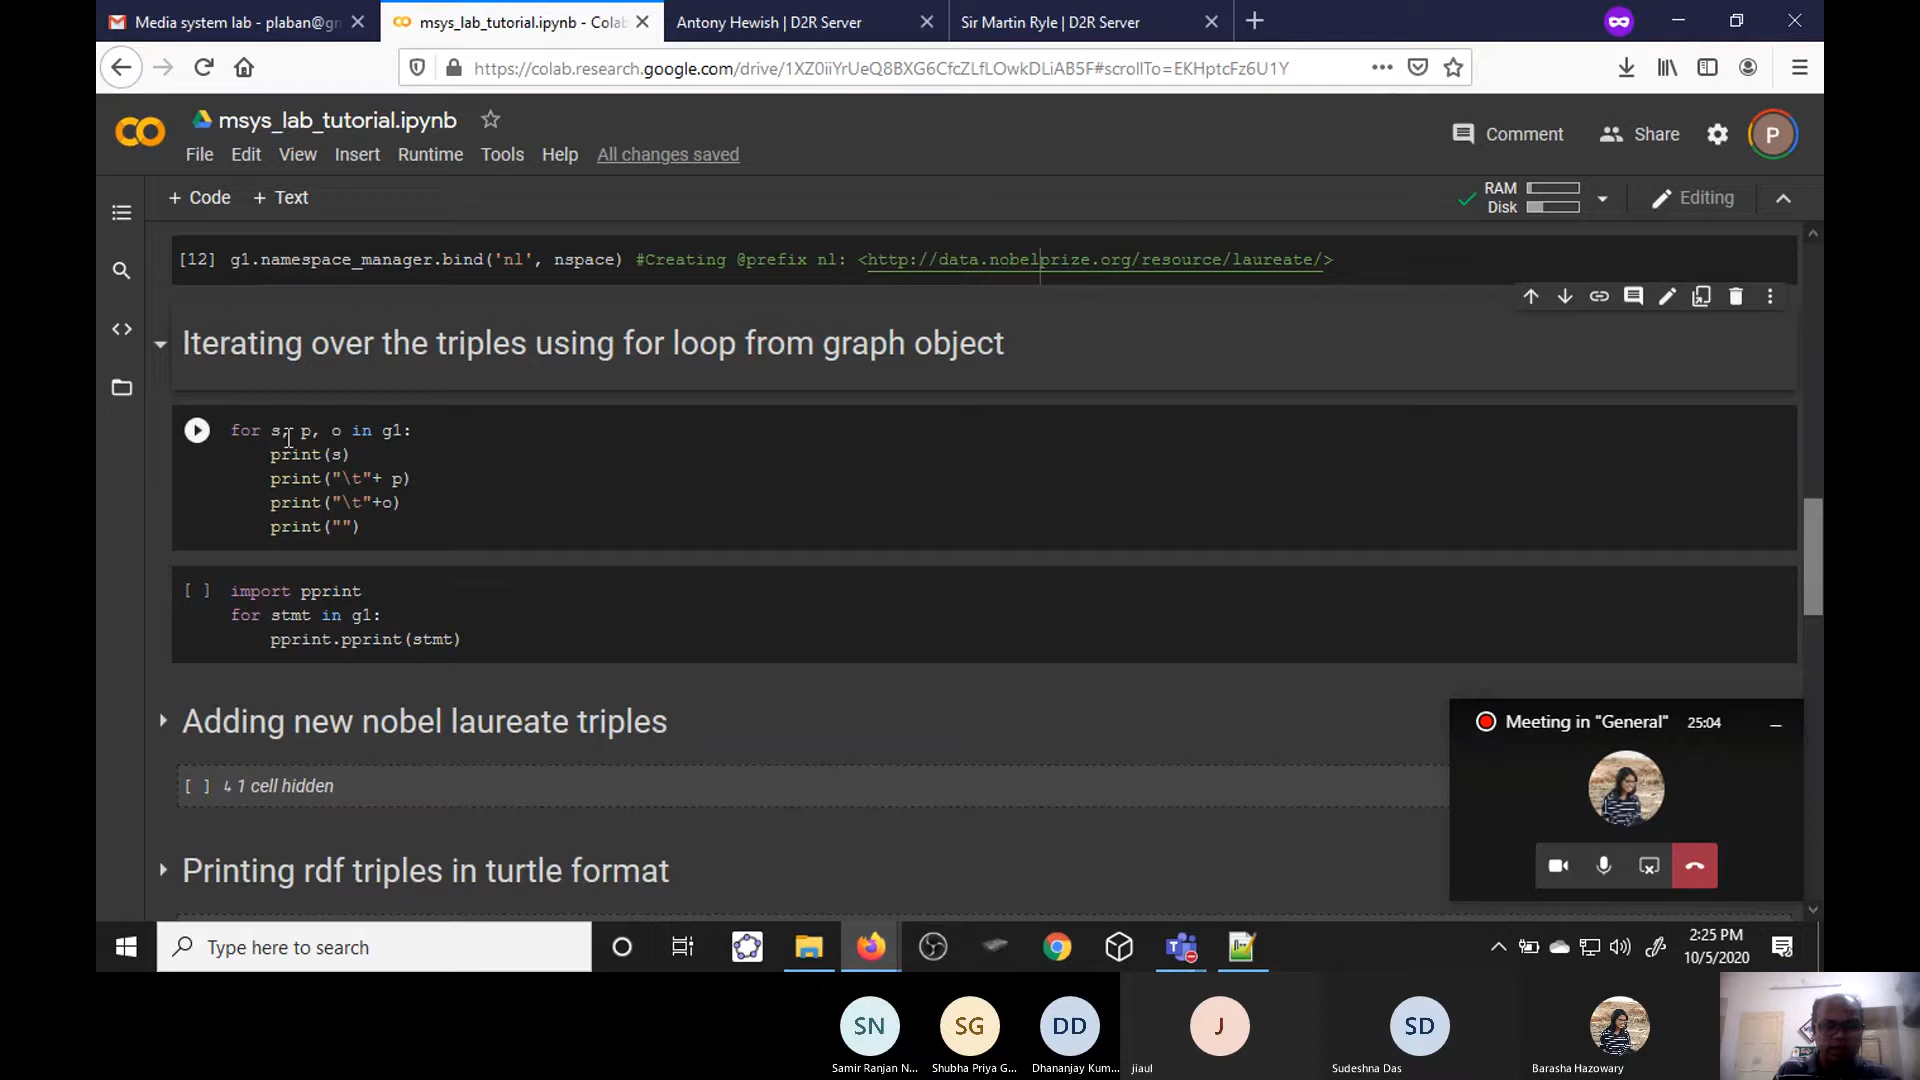 Media system lab - plaban@gm
msys_lab_tutorial.ipynb - Colab
Antony Hewish | D2R Server
Sir Martin Ryle | D2R Server
https://colab.research.google.com/drive/1XZ0iiYrUeQ8BXG6CfcZLfLOwkDLiAB5F#scrollTo=EKHptcFz6U1Y
msys_lab_tutorial.ipynb
Comment
Share
P
File Edit View Insert Runtime Tools Help All changes saved
+ Code + Text
RAM
Disk
Editing
[12] g1.namespace_manager.bind('nl', nspace) #Creating @prefix nl: <http://data.nobelprize.org/resource/laureate/>
Iterating over the triples using for loop from graph object
for s, p, o in g1:
print(s)
print("\t"+ p)
print("\t"+o)
print("")
[ ] import pprint
for stmt in g1:
pprint.pprint(stmt)
Adding new nobel laureate triples
[ ] ↳ 1 cell hidden
Printing rdf triples in turtle format
Meeting in "General" 25:04
Type here to search
2:25 PM
10/5/2020
SN
SG
DD
J
SD
Samir Ranjan N...
Shubha Priya G...
Dhananjay Kum...
jiaul
Sudeshna Das
Barasha Hazowary